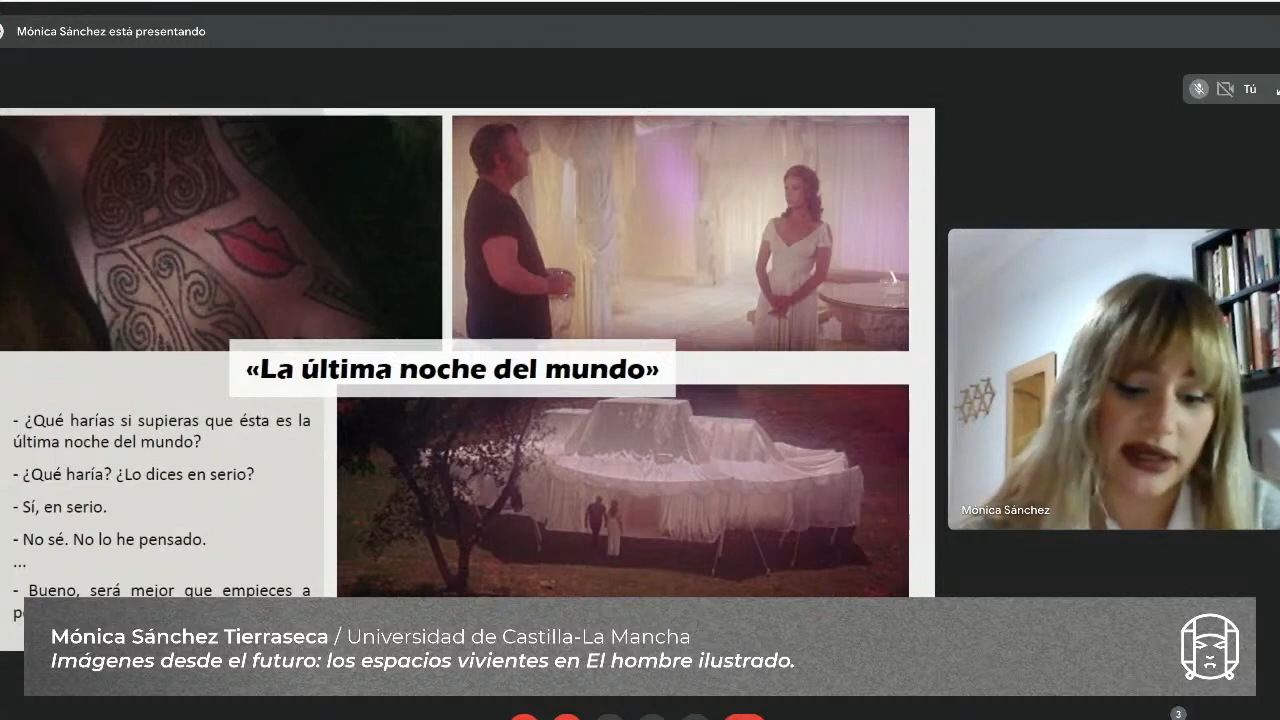 Mónica Sánchez está presentando
Tú
«La última noche del mundo»
- ¿Qué harías si supieras que ésta es la
última noche del mundo?
- ¿Qué haría? ¿Lo dices en serio?
- Sí, en serio.
- No sé. No lo he pensado.
...
- Bueno, será mejor que empieces a
Mónica Sánchez
Mónica Sánchez Tierraseca / Universidad de Castilla-La Mancha
Imágenes desde el futuro: los espacios vivientes en El hombre ilustrado.
3